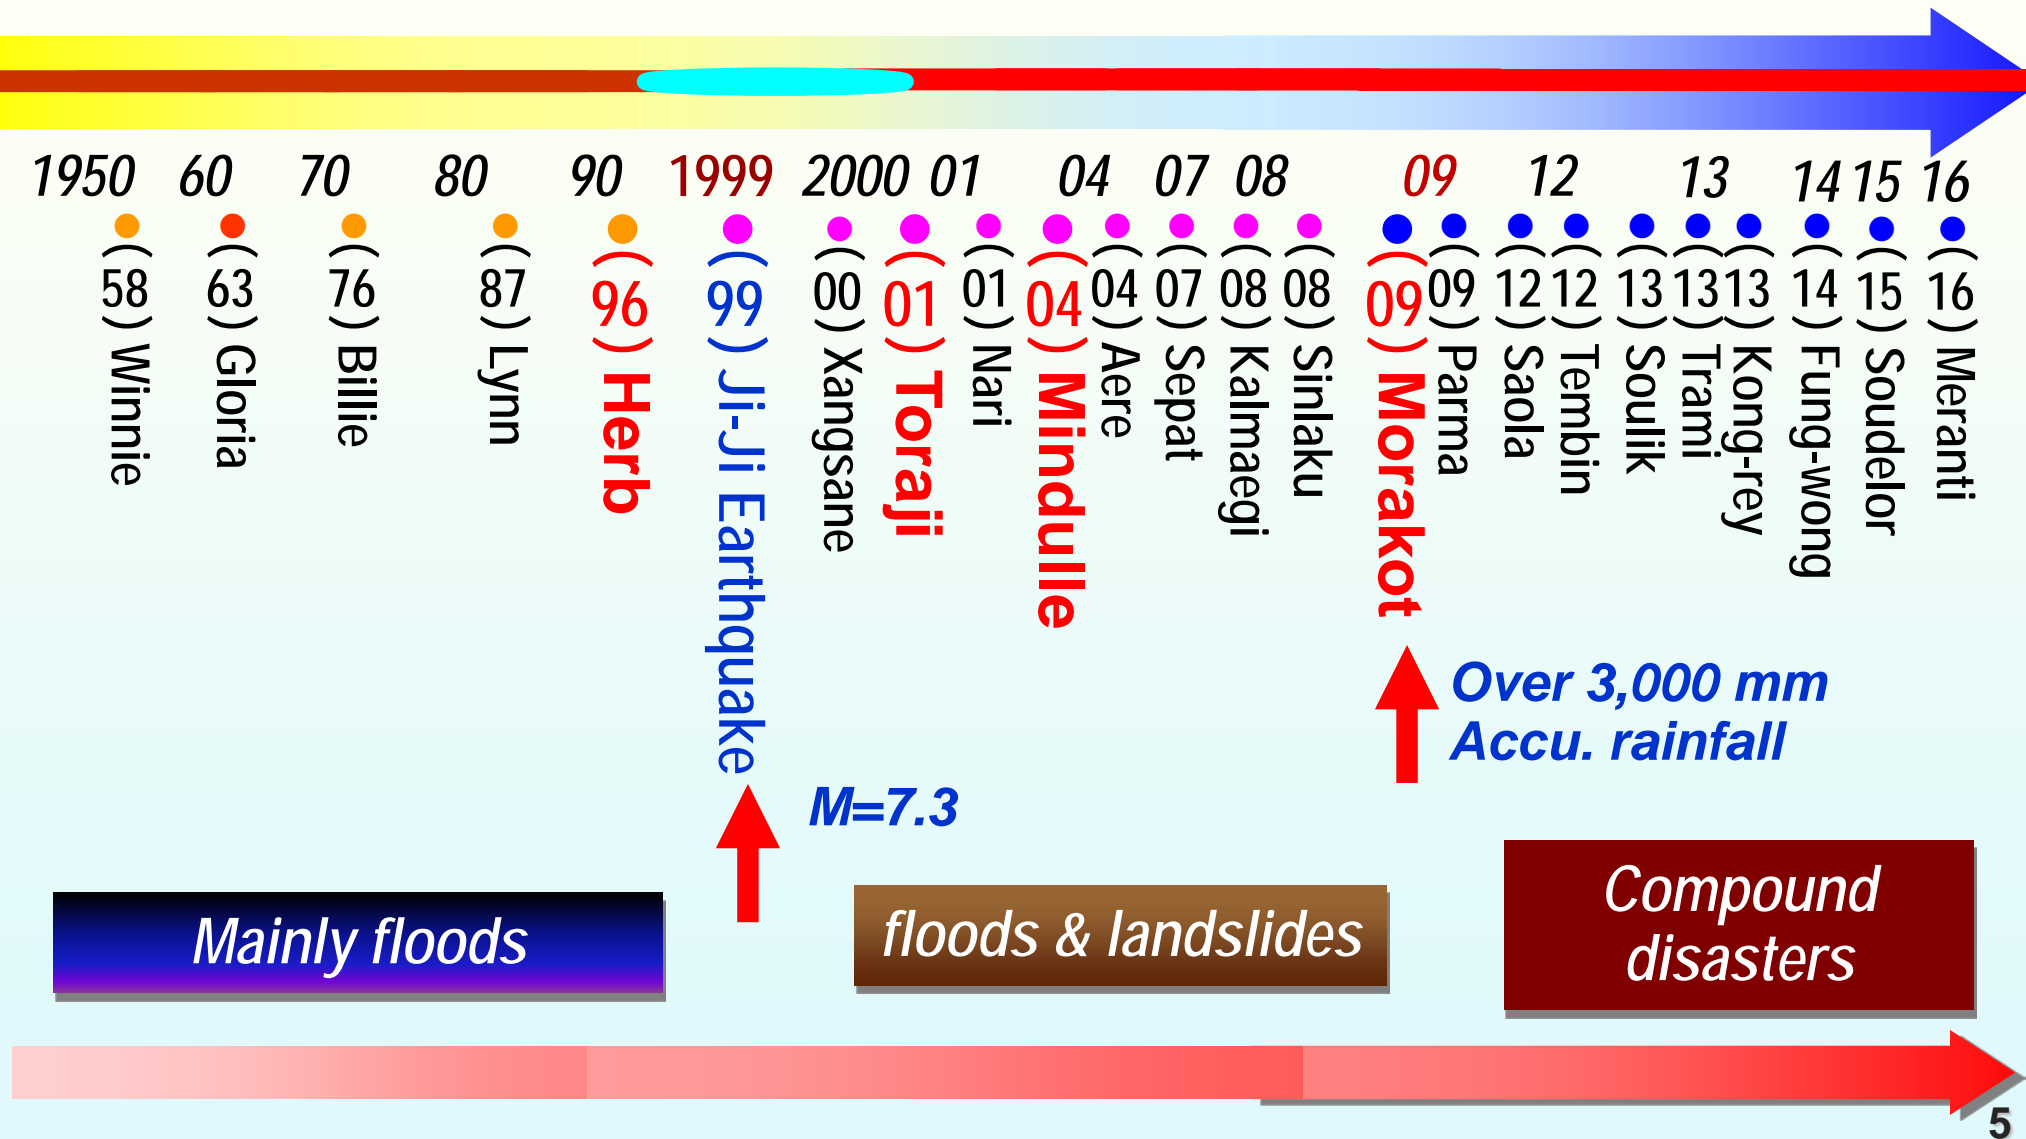 1950 60 70 80 90 1999 2000 01 04 07 08 09 12 13 14 15 16
(58) Winnie
(63) Gloria
(76) Billie
(87) Lynn
(96) Herb
(99) Ji-Ji Earthquake
(00) Xangsane
(01) Toraji
(01) Nari
(04) Mindulle
(04) Aere
(07) Sepat
(08) Kalmaegi
(08) Sinlaku
(09) Morakot
(09) Parma
(12) Saola
(12) Tembin
(13) Soulik
(13) Trami
(13) Kong-rey
(14) Fung-wong
(15) Soudelor
(16) Meranti
Over 3,000 mm
Accu. rainfall
M=7.3
Mainly floods
floods & landslides
Compound
disasters
5